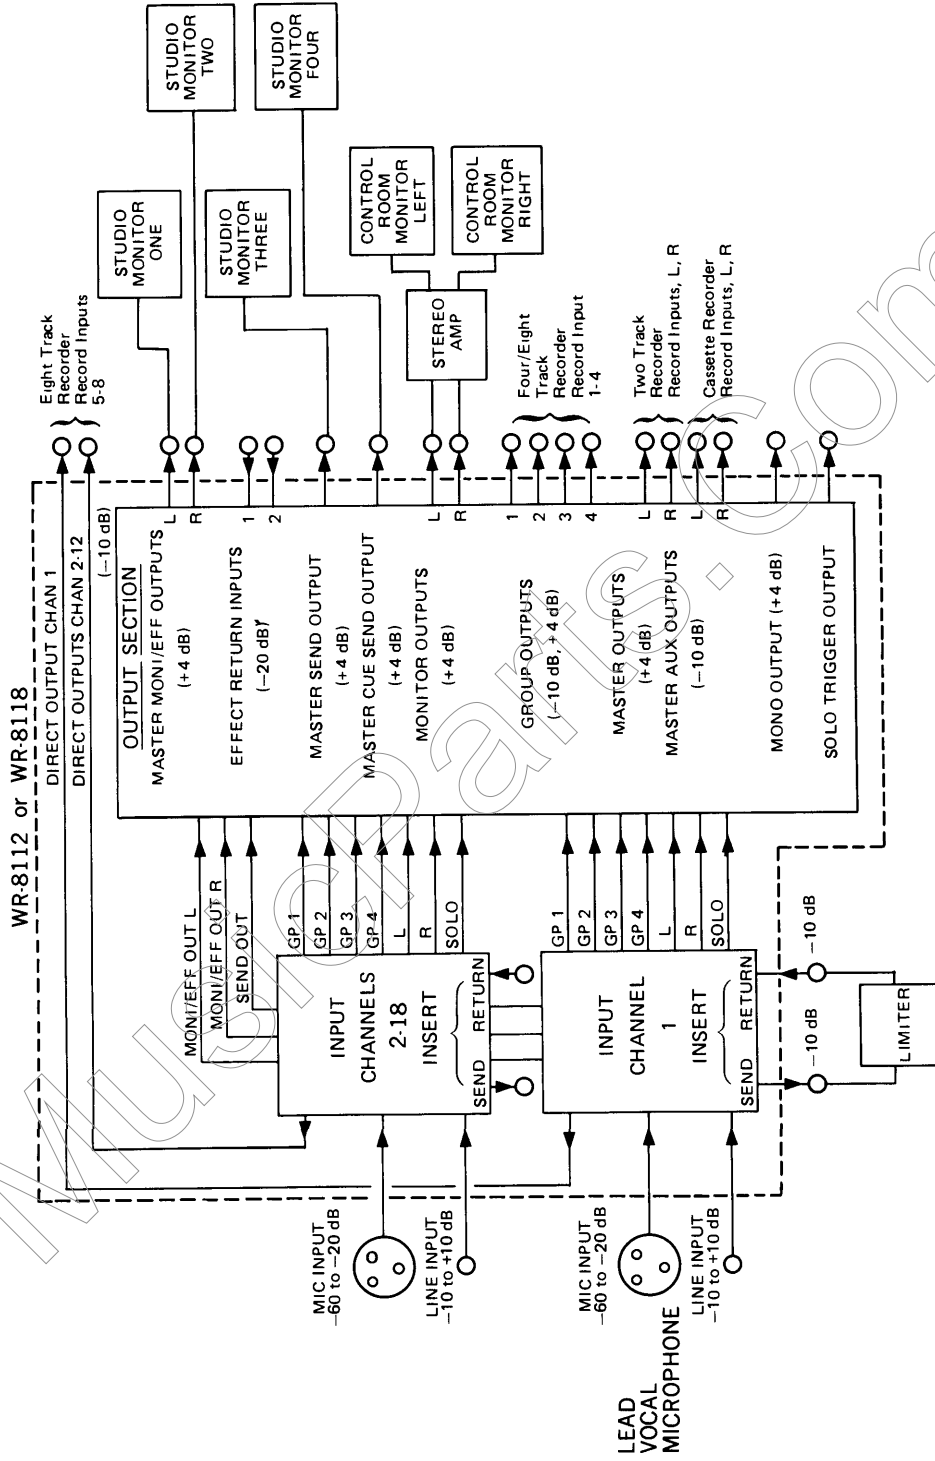 WR-8112 or WR-8118
DIRECT OUTPUT CHAN 1
DIRECT OUTPUTS CHAN 2-12
(−10 dB)
Eight Track
Recorder
Record Inputs
5-8
OUTPUT SECTION
MASTER MONI/EFF OUTPUTS
(+4 dB)
L
R
STUDIO
MONITOR
ONE
STUDIO
MONITOR
TWO
EFFECT RETURN INPUTS
(−20 dB)
1
2
MASTER SEND OUTPUT
(+4 dB)
STUDIO
MONITOR
THREE
MASTER CUE SEND OUTPUT
(+4 dB)
STUDIO
MONITOR
FOUR
MONITOR OUTPUTS
(+4 dB)
L
R
STEREO
AMP
CONTROL
ROOM
MONITOR
LEFT
CONTROL
ROOM
MONITOR
RIGHT
GROUP OUTPUTS
(−10 dB, +4 dB)
1
2
3
4
Four/Eight
Track
Recorder
Record Input
1-4
MASTER OUTPUTS
(+4 dB)
L
R
Two Track
Recorder
Record Inputs, L, R
MASTER AUX OUTPUTS
(−10 dB)
L
R
Cassette Recorder
Record Inputs, L, R
MONO OUTPUT (+4 dB)
SOLO TRIGGER OUTPUT
MONI/EFF OUT L
MONI/EFF OUT R
SEND OUT
GP 1
GP 2
GP 3
GP 4
L
R
SOLO
INPUT
CHANNELS
2-18
INSERT
SEND RETURN
MIC INPUT
−60 to −20 dB
LINE INPUT
−10 to +10 dB
GP 1
GP 2
GP 3
GP 4
L
R
SOLO
INPUT
CHANNEL
1
INSERT
SEND RETURN
MIC INPUT
−60 to −20 dB
LINE INPUT
−10 to +10 dB
LEAD
VOCAL
MICROPHONE
−10 dB
−10 dB
LIMITER
MusicParts.Com